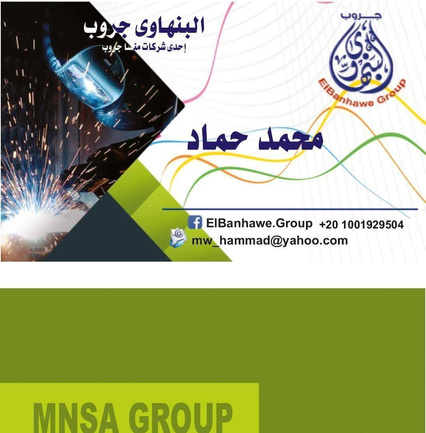 البنهاوى جروب
إحدى شركات منسا جروب
جروب
البنهاوى
ElBanhawe Group
محمد حماد
ElBanhawe.Group +20 1001929504
mw_hammad@yahoo.com
MNSA GROUP